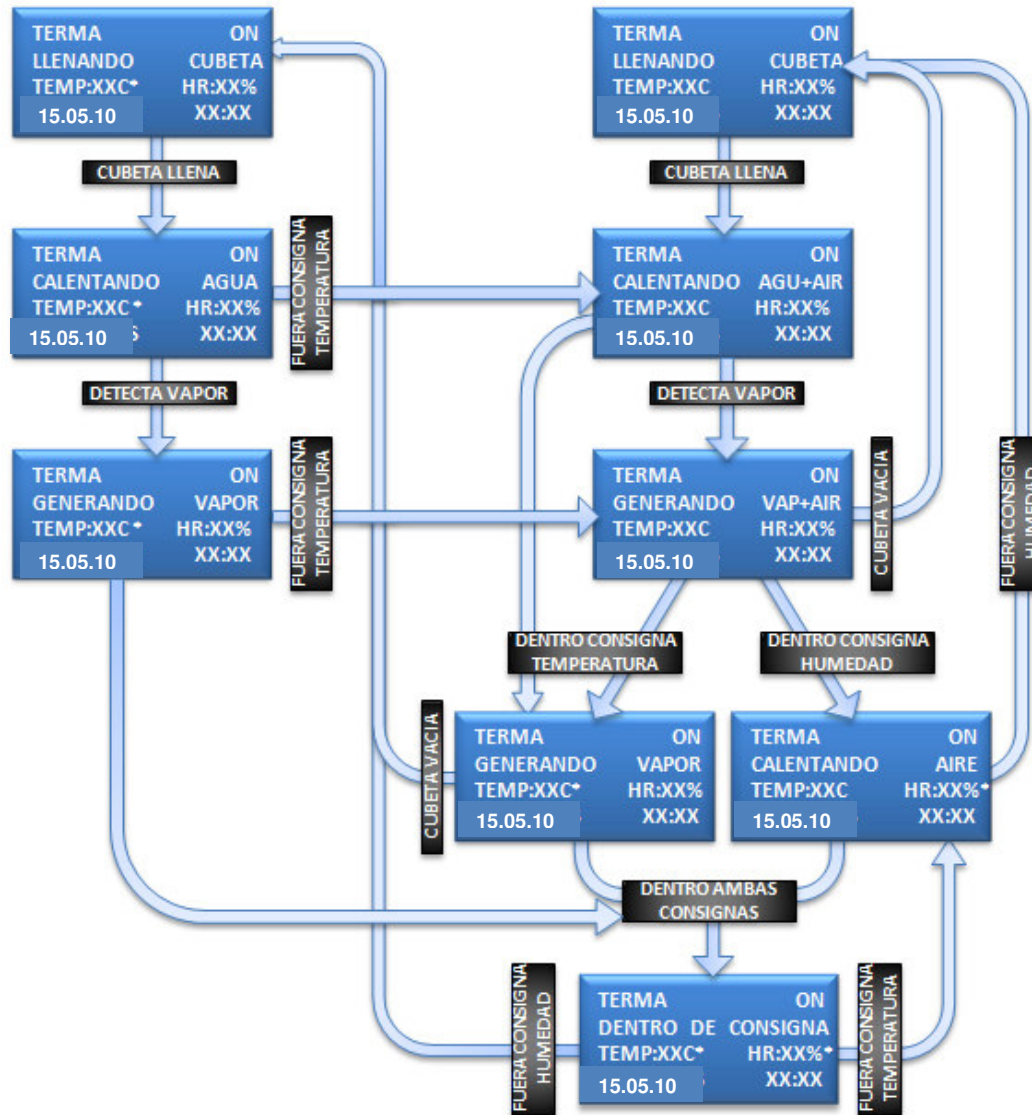 TERMA ON
LLENANDO CUBETA
TEMP:XXC* HR:XX%
15.05.10 XX:XX
TERMA ON
LLENANDO CUBETA
TEMP:XXC HR:XX%
15.05.10 XX:XX
CUBETA LLENA
CUBETA LLENA
TERMA ON
CALENTANDO AGUA
TEMP:XXC* HR:XX%
15.05.10 S XX:XX
FUERA CONSIGNA
TEMPERATURA
TERMA ON
CALENTANDO AGU+AIR
TEMP:XXC HR:XX%
15.05.10 XX:XX
DETECTA VAPOR
DETECTA VAPOR
TERMA ON
GENERANDO VAPOR
TEMP:XXC* HR:XX%
15.05.10 XX:XX
FUERA CONSIGNA
TEMPERATURA
TERMA ON
GENERANDO VAP+AIR
TEMP:XXC HR:XX%
15.05.10 XX:XX
CUBETA VACIA
FUERA CONSIGNA
HUMEDAD
DENTRO CONSIGNA
TEMPERATURA
DENTRO CONSIGNA
HUMEDAD
CUBETA VACIA
TERMA ON
GENERANDO VAPOR
TEMP:XXC* HR:XX%
15.05.10 XX:XX
TERMA ON
CALENTANDO AIRE
TEMP:XXC HR:XX%*
15.05.10 XX:XX
DENTRO AMBAS
CONSIGNAS
FUERA CONSIGNA
HUMEDAD
TERMA ON
DENTRO DE CONSIGNA
TEMP:XXC* HR:XX%*
15.05.10 XX:XX
FUERA CONSIGNA
TEMPERATURA